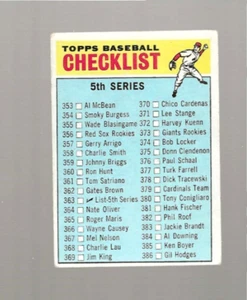 TOPPS BASEBALL
CHECKLIST
5th SERIES
353 Al McBean
354 Smoky Burgess
355 Wade Blasingame
356 Red Sox Rookies
357 Gerry Arrigo
358 Charlie Smith
359 Johnny Briggs
360 Ron Hunt
361 Tom Satriano
362 Gates Brown
363 List-5th Series
364 Nate Oliver
365 Roger Maris
366 Wayne Causey
367 Mel Nelson
368 Charlie Lau
369 Jim King
370 Chico Cardenas
371 Lee Stange
372 Harvey Kuenn
373 Giants Rookies
374 Bob Locker
375 Donn Clendenon
376 Paul Schaal
377 Turk Farrell
378 Dick Tracewski
379 Cardinals Team
380 Tony Conigliaro
381 Hank Fischer
382 Phil Roof
383 Jackie Brandt
384 Al Downing
385 Ken Boyer
386 Gil Hodges